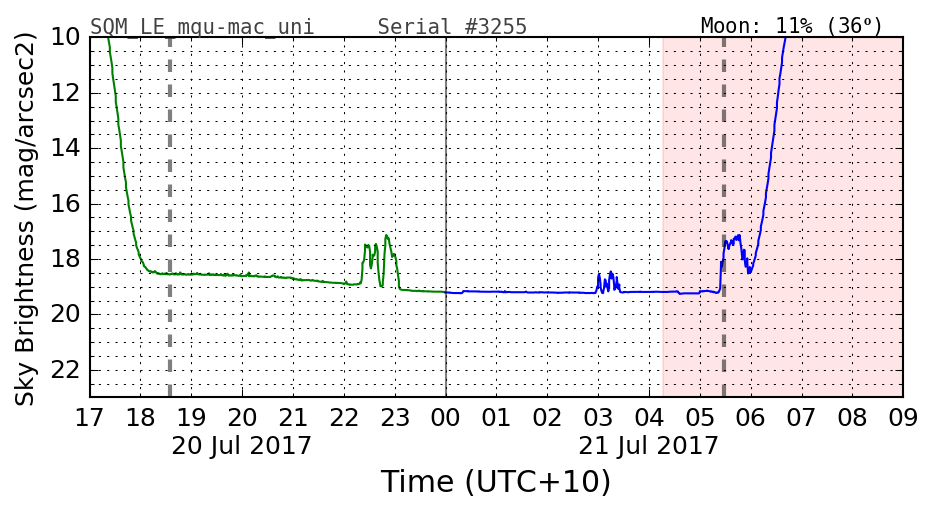 SQM_LE_mqu-mac_uni Serial #3255 Moon: 11% (36°)
10
12
14
16
18
20
22
Sky Brightness (mag/arcsec2)
17 18 19 20 21 22 23 00 01 02 03 04 05 06 07 08 09
20 Jul 2017 21 Jul 2017
Time (UTC+10)